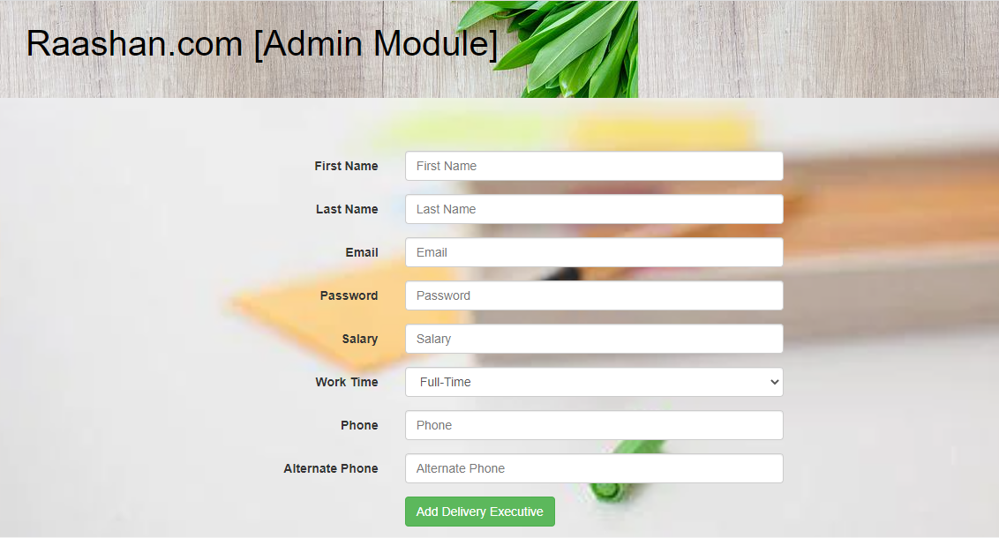 Raashan.com [Admin Module]
First Name First Name
Last Name Last Name
Email Email
Password Password
Salary Salary
Work Time Full-Time
Phone Phone
Alternate Phone Alternate Phone
Add Delivery Executive